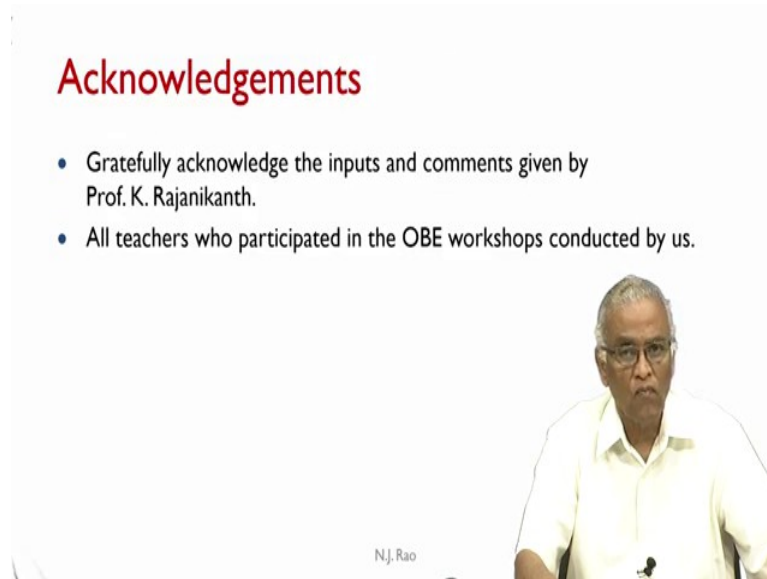 Acknowledgements
• Gratefully acknowledge the inputs and comments given by
Prof. K. Rajanikanth.
• All teachers who participated in the OBE workshops conducted by us.
N.J. Rao